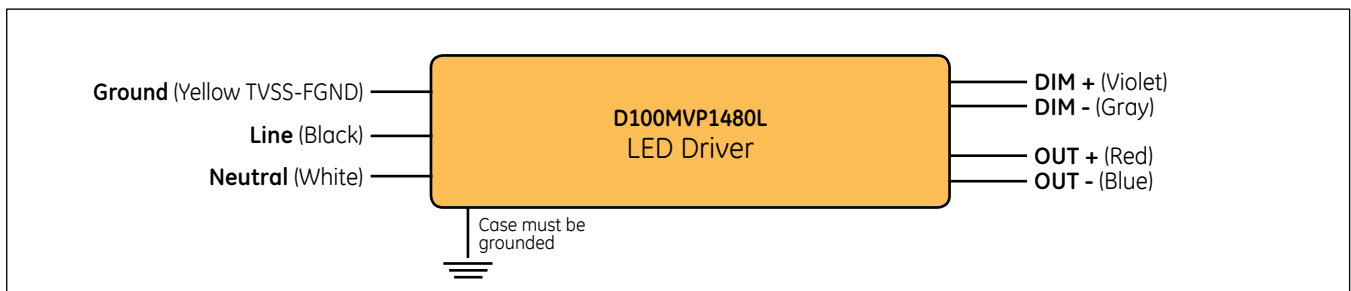 Ground (Yellow TVSS-FGND)
Line (Black)
Neutral (White)
D100MVP1480L
LED Driver
DIM + (Violet)
DIM - (Gray)
OUT + (Red)
OUT - (Blue)
Case must be
grounded